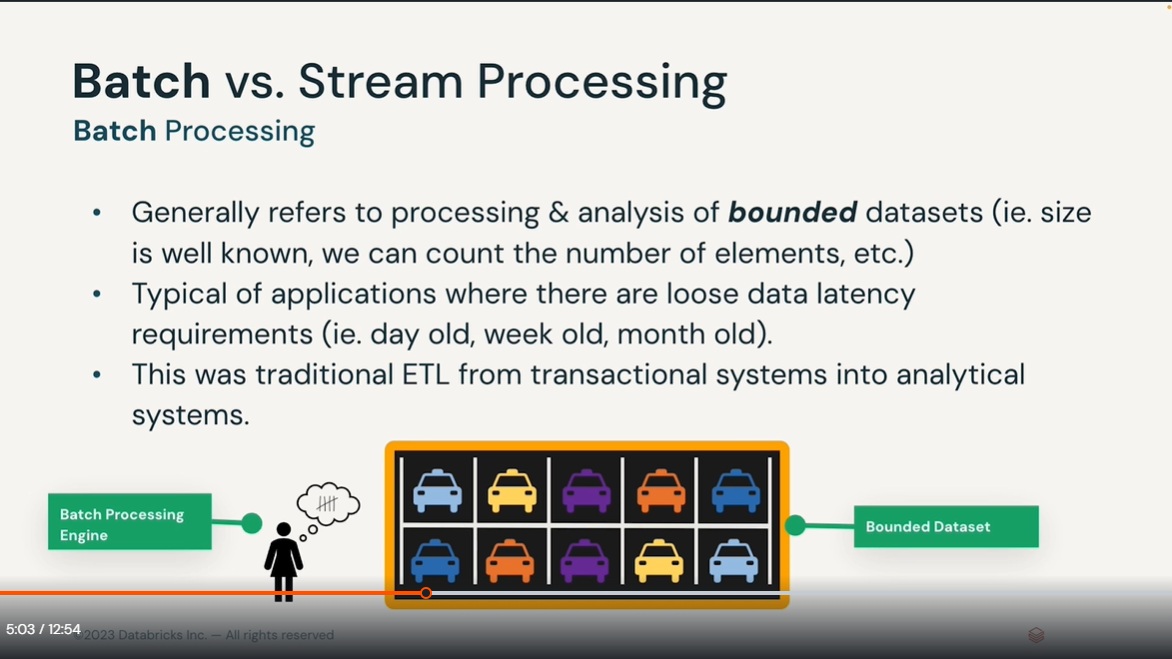 Batch vs. Stream Processing
Batch Processing
• Generally refers to processing & analysis of bounded datasets (ie. size
is well known, we can count the number of elements, etc.)
• Typical of applications where there are loose data latency
requirements (ie. day old, week old, month old).
• This was traditional ETL from transactional systems into analytical
systems.
Batch Processing
Engine
Bounded Dataset
5:03 / 12:54
©2023 Databricks Inc. — All rights reserved